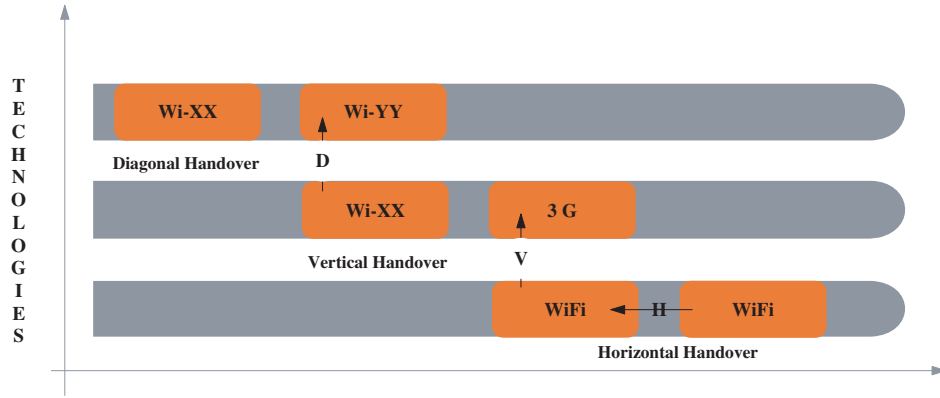 TECHNOLOGIES
Wi-XX
Wi-YY
Diagonal Handover
D
Wi-XX
3 G
Vertical Handover
V
WiFi
H
WiFi
Horizontal Handover